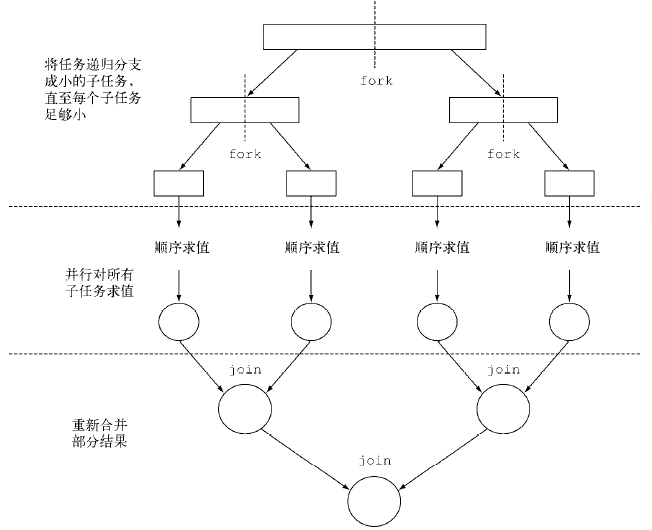 将任务递归分支
成小的子任务，
直至每个子任务
足够小
fork
fork
fork
顺序求值
顺序求值
顺序求值
顺序求值
并行对所有
子任务求值
join
join
重新合并
部分结果
join